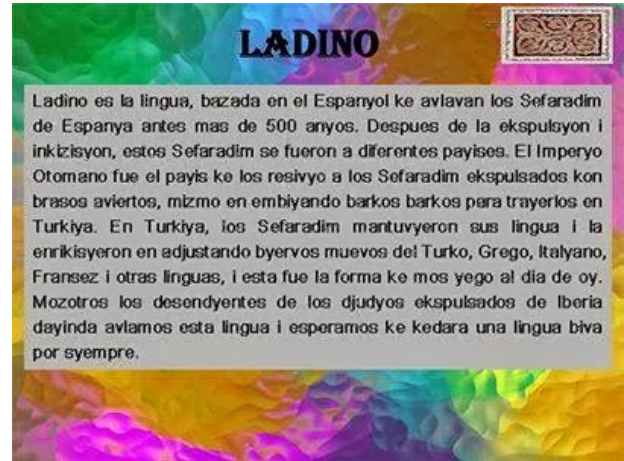 LADINO
Ladino es la lingua, bazada en el Espanyol ke avlavan los Sefaradim
de Espanya antes mas de 500 anyos. Despues de la ekspulsyon i
inkizisyon, estos Sefaradim se fueron a diferentes payises. El Imperyo
Otomano fue el payis ke los resivyo a los Sefaradim ekspulsados kon
brasos aviertos, mizmo en embiyando barkos barkos para trayerlos en
Turkiya. En Turkiya, los Sefaradim mantuvyeron sus lingua i la
enrikisyeron en adjustando byervos muevos del Turko, Grego, Italyano,
Fransez i otras linguas, i esta fue la forma ke mos yego al dia de oy.
Mozotros los desendyentes de los djudyos ekspulsados de Iberia
dayinda avlamos esta lingua i esperamos ke kedara una lingua biva
por syempre.